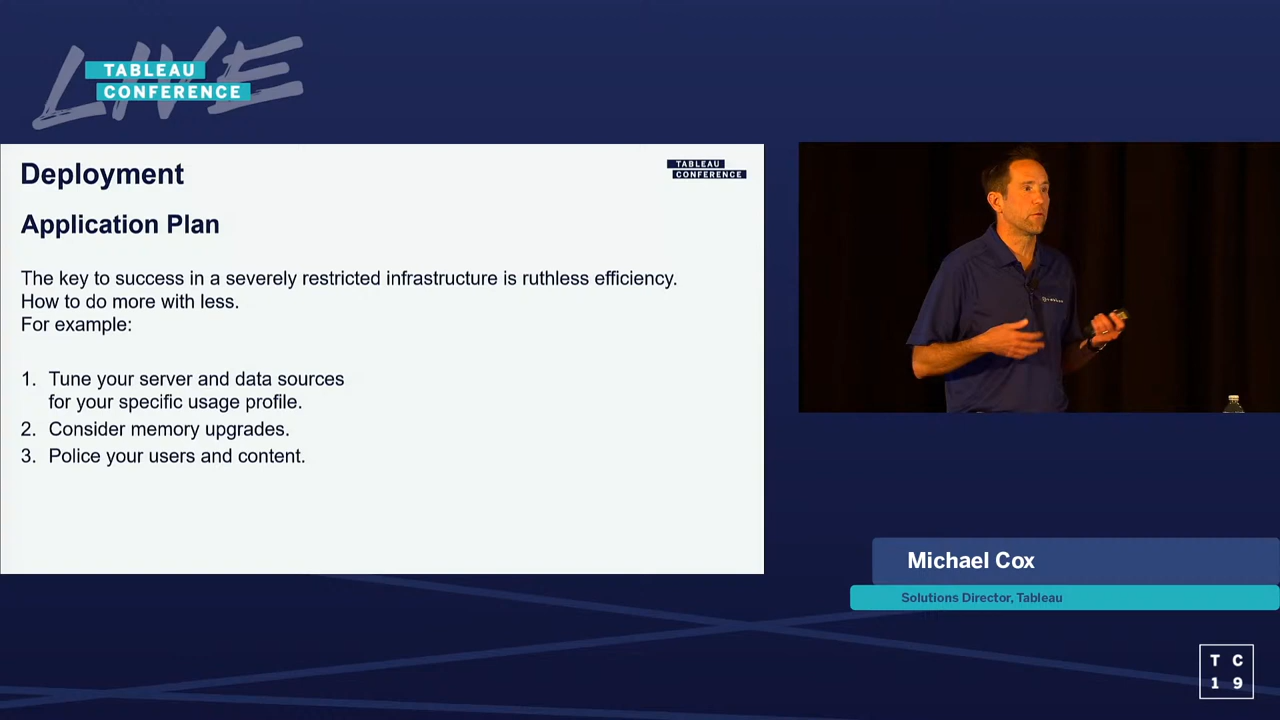 LIVE
TABLEAU
CONFERENCE
Deployment
TABLEAU
CONFERENCE
Application Plan
The key to success in a severely restricted infrastructure is ruthless efficiency.
How to do more with less.
For example:
1. Tune your server and data sources
for your specific usage profile.
2. Consider memory upgrades.
3. Police your users and content.
Michael Cox
Solutions Director, Tableau
T C
1 9